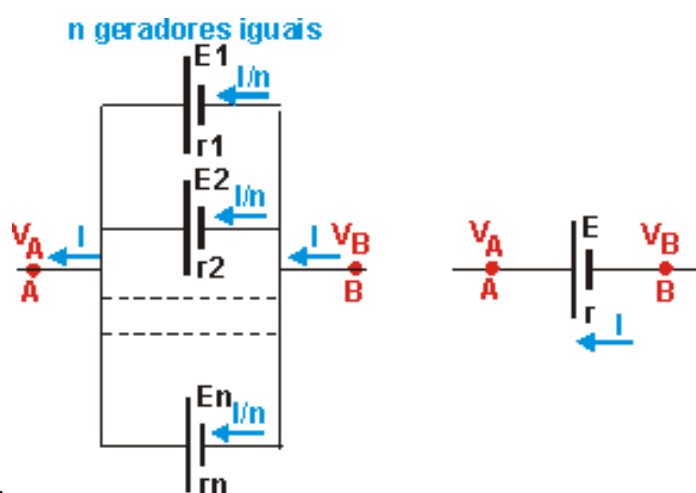 n geradores iguais
E1
I/n
r1
E2
I/n
VA I
I VB
A
r2
B
En
I/n
rn
VA
E
VB
A
r
B
I